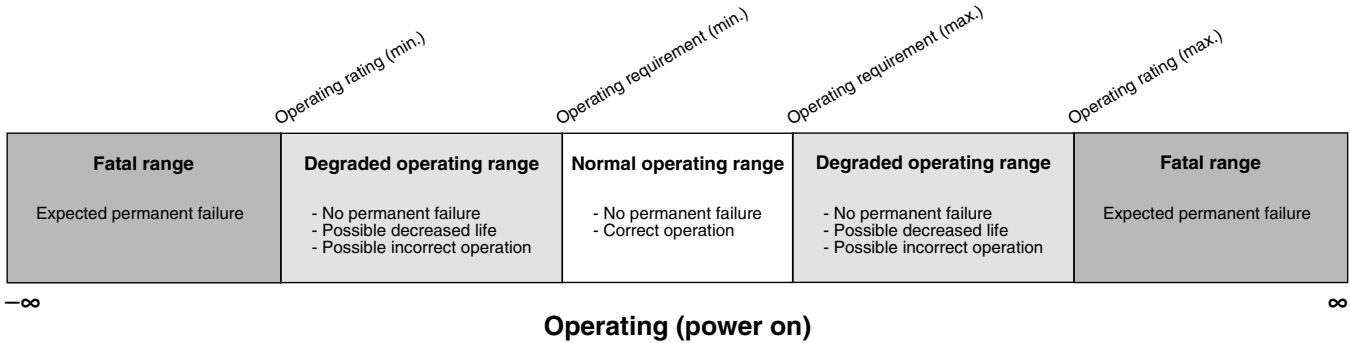 Operating rating (min.)
Operating requirement (min.)
Operating requirement (max.)
Operating rating (max.)
Fatal range
Expected permanent failure
Degraded operating range
- No permanent failure
- Possible decreased life
- Possible incorrect operation
Normal operating range
- No permanent failure
- Correct operation
Degraded operating range
- No permanent failure
- Possible decreased life
- Possible incorrect operation
Fatal range
Expected permanent failure
–∞
∞
Operating (power on)